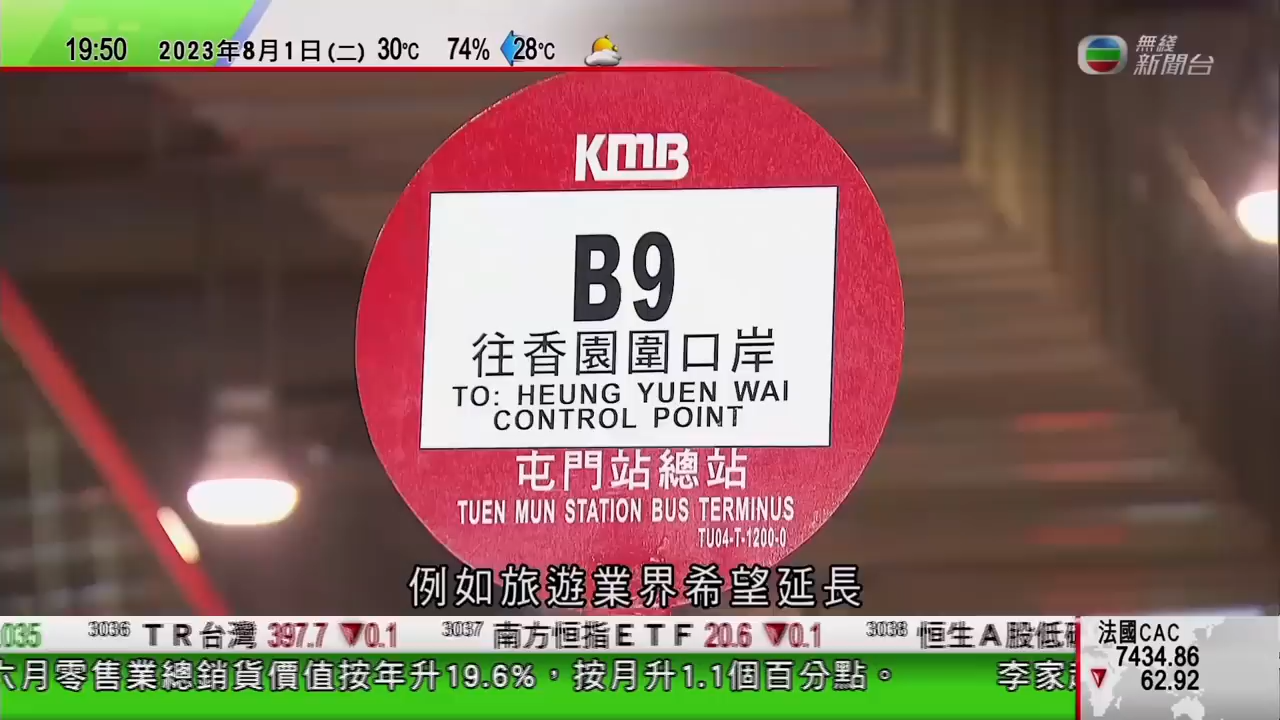 19:50 2023年8月1日(二) 30℃ 74% 28℃
無綫
新聞台
KMB
B9
往香園圍口岸
TO: HEUNG YUEN WAI
CONTROL POINT
屯門站總站
TUEN MUN STATION BUS TERMINUS
TU04-T-1200-0
例如旅遊業界希望延長
035 3036 TR台灣 397.7 ▼0.1 3037 南方恒指ETF 20.6 ▼0.1 3038 恒生A股低
六月零售業總銷貨價值按年升19.6%，按月升1.1個百分點。 李家
法國CAC
7434.86
▼ 62.92